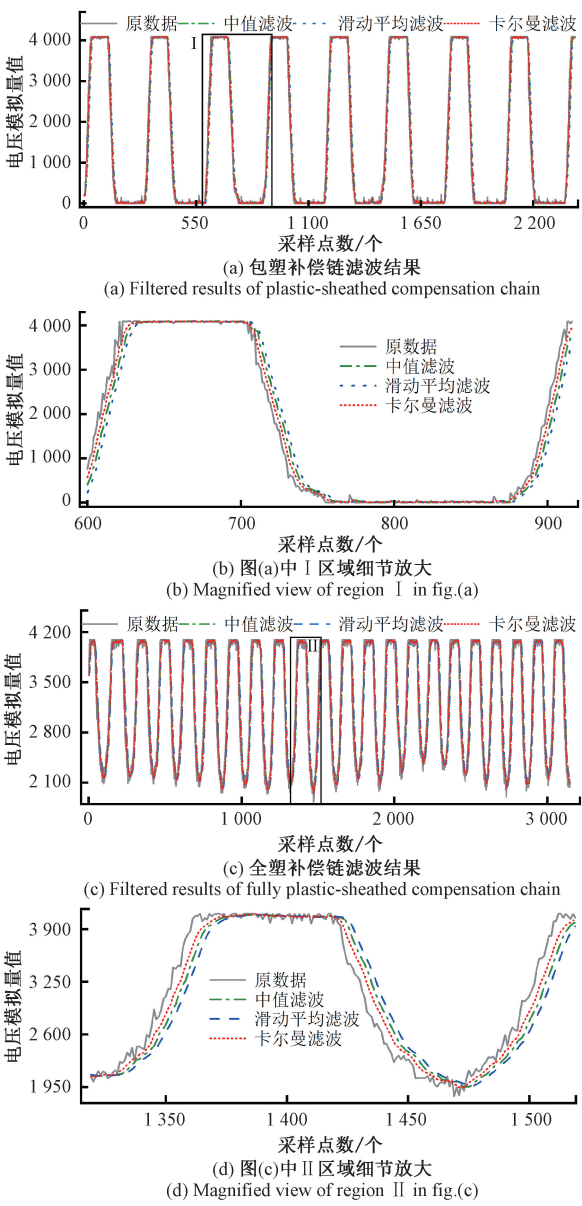 原数据 中值滤波 滑动平均滤波 卡尔曼滤波
I
4 000
3 000
2 000
1 000
0
电压模拟量值
0 550 1 100 1 650 2 200
采样点数/个
(a) 包塑补偿链滤波结果
(a) Filtered results of plastic-sheathed compensation chain
4 000
3 000
2 000
1 000
0
电压模拟量值
原数据
中值滤波
滑动平均滤波
卡尔曼滤波
600 700 800 900
采样点数/个
(b) 图(a)中Ⅰ区域细节放大
(b) Magnified view of region Ⅰ in fig.(a)
原数据 中值滤波 滑动平均滤波 卡尔曼滤波
4 200
3 500
2 800
2 100
电压模拟量值
II
0 1 000 2 000 3 000
采样点数/个
(c) 全塑补偿链滤波结果
(c) Filtered results of fully plastic-sheathed compensation chain
3 900
3 250
2 600
1 950
电压模拟量值
原数据
中值滤波
滑动平均滤波
卡尔曼滤波
1 350 1 400 1 450 1 500
采样点数/个
(d) 图(c)中Ⅱ区域细节放大
(d) Magnified view of region Ⅱ in fig.(c)